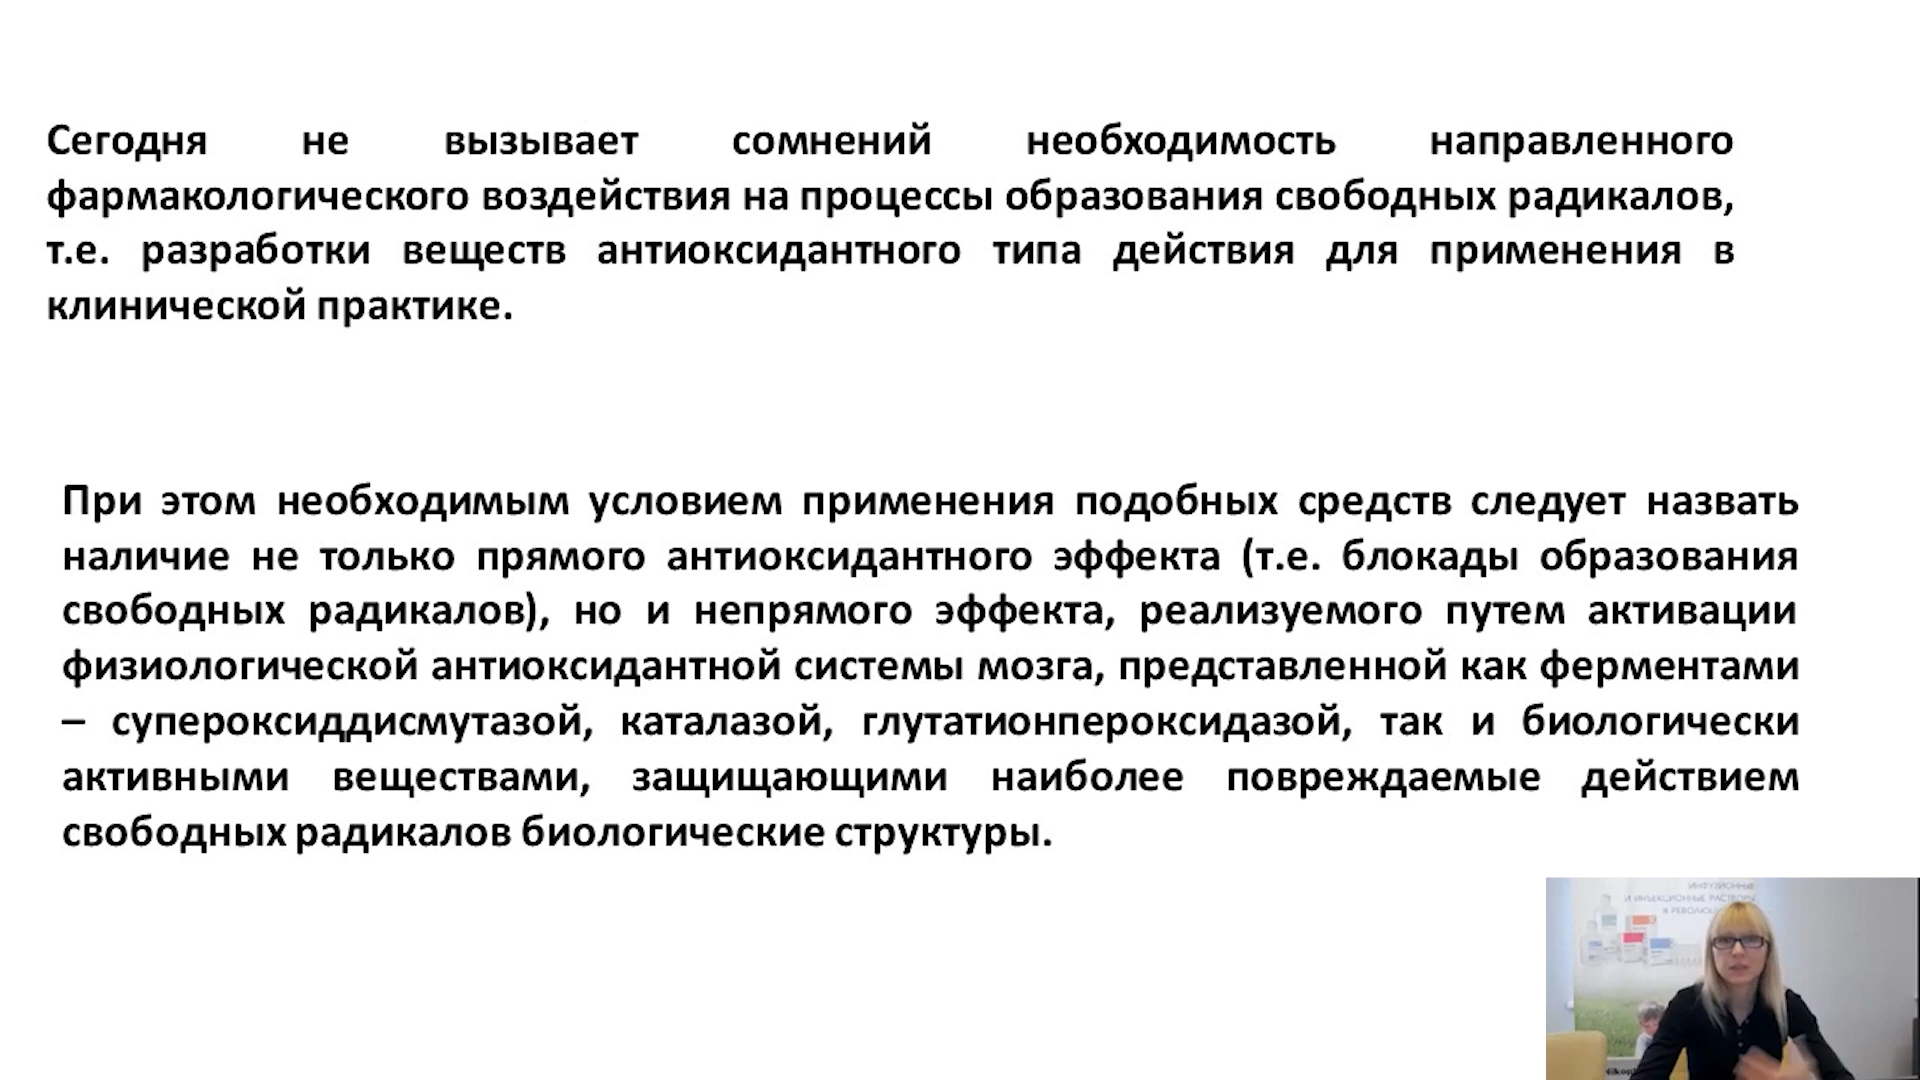 Сегодня не вызывает сомнений необходимость направленного
фармакологического воздействия на процессы образования свободных радикалов,
т.е. разработки веществ антиоксидантного типа действия для применения в
клинической практике.
При этом необходимым условием применения подобных средств следует назвать
наличие не только прямого антиоксидантного эффекта (т.е. блокады образования
свободных радикалов), но и непрямого эффекта, реализуемого путем активации
физиологической антиоксидантной системы мозга, представленной как ферментами
– супероксиддисмутазой, каталазой, глутатионпероксидазой, так и биологически
активными веществами, защищающими наиболее повреждаемые действием
свободных радикалов биологические структуры.
ИНФУЗИОННЫЕ
И ИНЪЕКЦИОННЫЕ РАСТВОРЫ